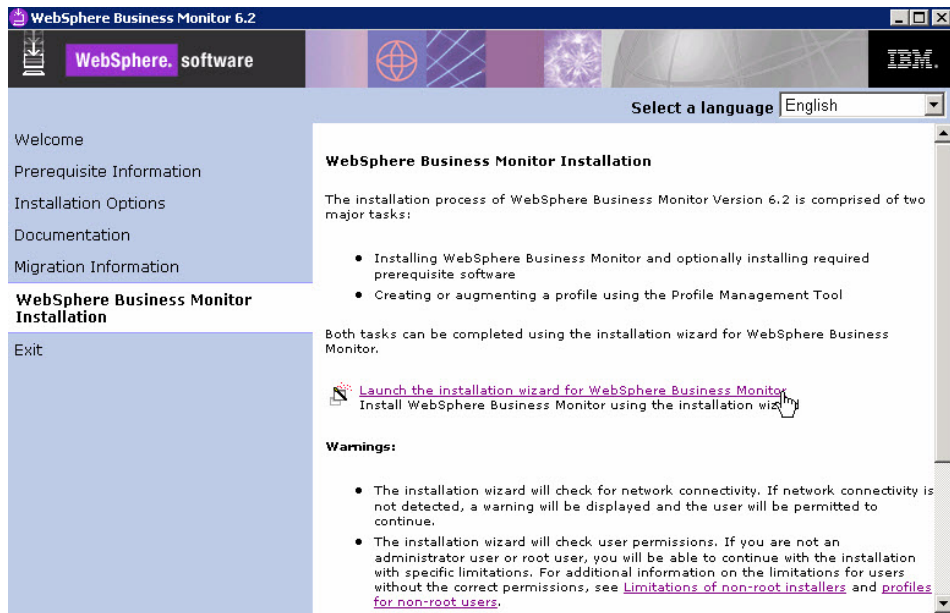 WebSphere Business Monitor 6.2
WebSphere. software
IBM.
Select a language English
Welcome
Prerequisite Information
Installation Options
Documentation
Migration Information
WebSphere Business Monitor
Installation
Exit
WebSphere Business Monitor Installation
The installation process of WebSphere Business Monitor Version 6.2 is comprised of two
major tasks:
● Installing WebSphere Business Monitor and optionally installing required
prerequisite software
● Creating or augmenting a profile using the Profile Management Tool
Both tasks can be completed using the installation wizard for WebSphere Business
Monitor.
Launch the installation wizard for WebSphere Business Monitor
Install WebSphere Business Monitor using the installation wizard
Warnings:
● The installation wizard will check for network connectivity. If network connectivity is
not detected, a warning will be displayed and the user will be permitted to
continue.
● The installation wizard will check user permissions. If you are not an
administrator user or root user, you will be able to continue with the installation
with specific limitations. For additional information on the limitations for users
without the correct permissions, see Limitations of non-root installers and profiles
for non-root users.